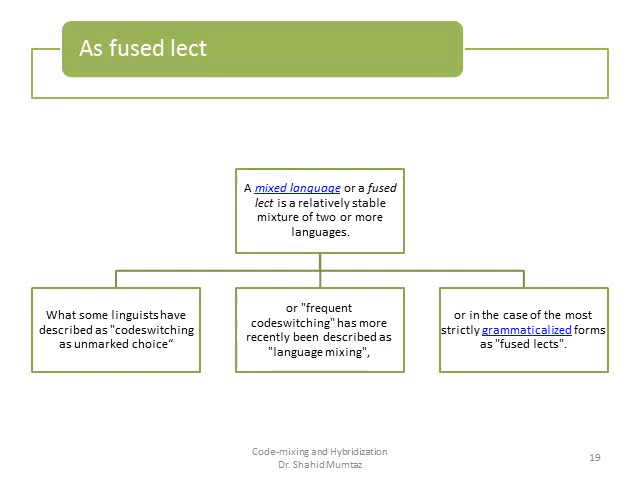 As fused lect
A mixed language or a fused
lect is a relatively stable
mixture of two or more
languages.
What some linguists have
described as "codeswitching
as unmarked choice“
or "frequent
codeswitching" has more
recently been described as
"language mixing",
or in the case of the most
strictly grammaticalized forms
as "fused lects".
Code-mixing and Hybridization
Dr. Shahid Mumtaz
19